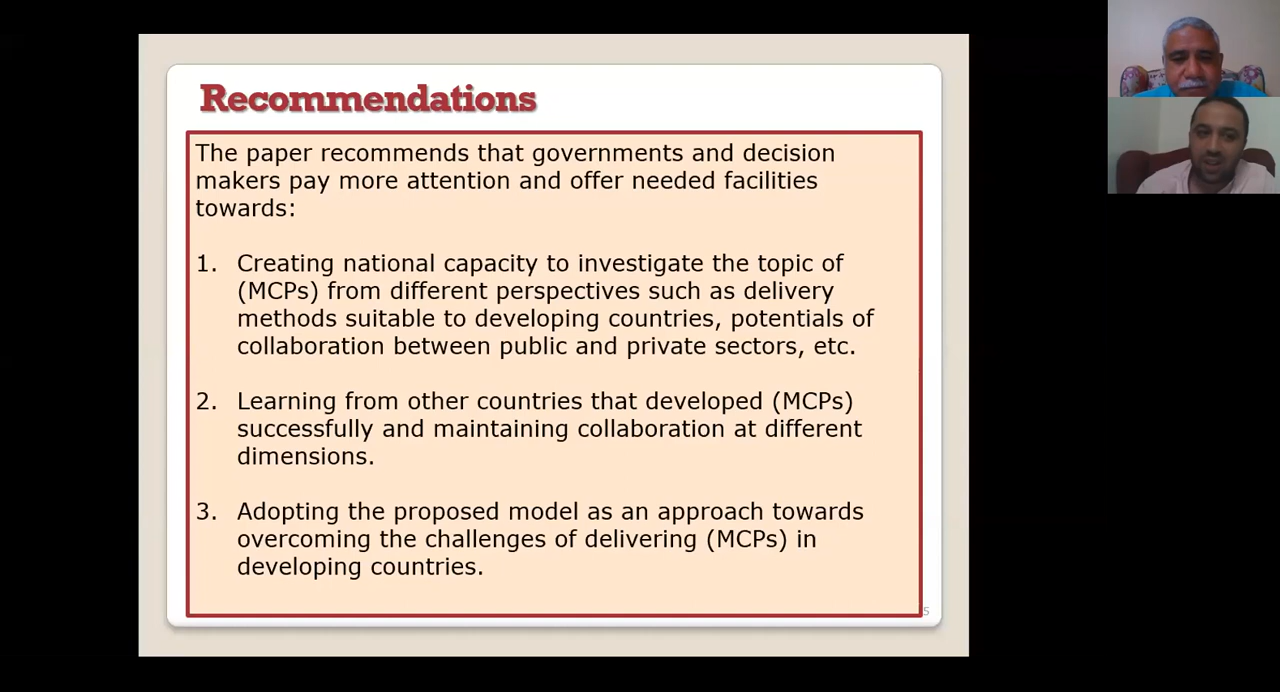 Recommendations
The paper recommends that governments and decision
makers pay more attention and offer needed facilities
towards:
1. Creating national capacity to investigate the topic of
(MCPs) from different perspectives such as delivery
methods suitable to developing countries, potentials of
collaboration between public and private sectors, etc.
2. Learning from other countries that developed (MCPs)
successfully and maintaining collaboration at different
dimensions.
3. Adopting the proposed model as an approach towards
overcoming the challenges of delivering (MCPs) in
developing countries.